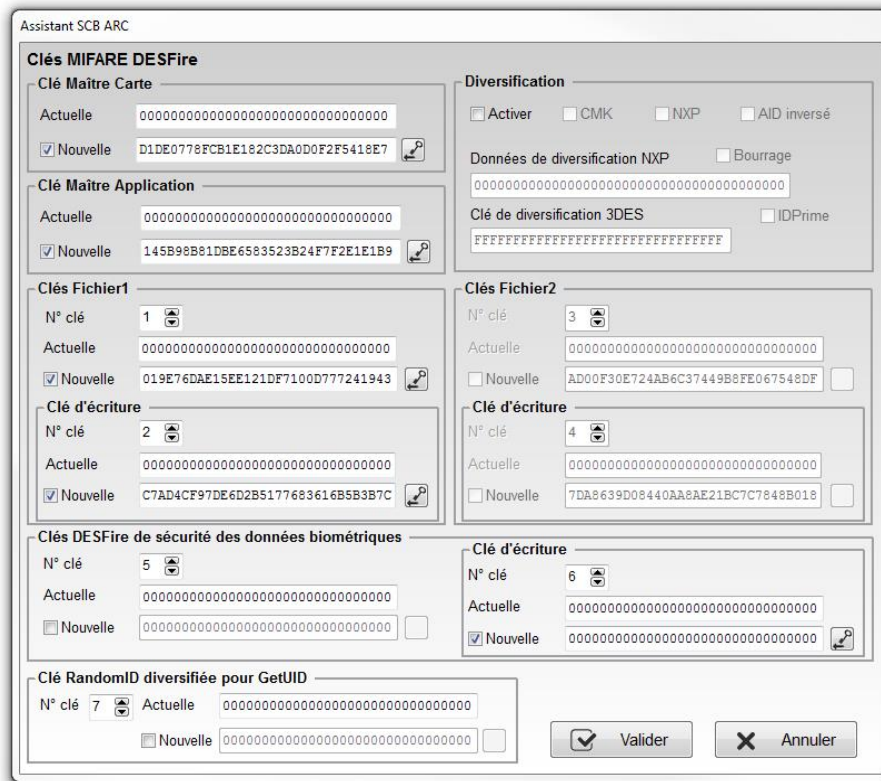 Assistant SCB ARC
Clés MIFARE DESFire
Clé Maître Carte
Actuelle 00000000000000000000000000000000
Nouvelle D1DE0778FCB1E182C3DA0D0F2F5418E7
Clé Maître Application
Actuelle 00000000000000000000000000000000
Nouvelle 145B98B81DBE6583523B24F7F2E1E1B9
Diversification
Activer CMK NXP AID inversé
Données de diversification NXP Bourrage
0000000000000000000000000000000000000000
Clé de diversification 3DES IDPrime
FFFFFFFFFFFFFFFFFFFFFFFFFFFFFFFF
Clés Fichier1
N° clé 1
Actuelle 00000000000000000000000000000000
Nouvelle 019E76DAE15EE121DF7100D777241943
Clé d'écriture
N° clé 2
Actuelle 00000000000000000000000000000000
Nouvelle C7AD4CF97DE6D2B5177683616B5B3B7C
Clés Fichier2
N° clé 3
Actuelle 00000000000000000000000000000000
Nouvelle AD00F30E724AB6C37449B8FE067548DF
Clé d'écriture
N° clé 4
Actuelle 00000000000000000000000000000000
Nouvelle 7DA8639D08440AA8AE21BC7C7848B018
Clés DESFire de sécurité des données biométriques
N° clé 5
Actuelle 00000000000000000000000000000000
Nouvelle 00000000000000000000000000000000
Clé d'écriture
N° clé 6
Actuelle 00000000000000000000000000000000
Nouvelle 00000000000000000000000000000000
Clé RandomID diversifiée pour GetUID
N° clé 7 Actuelle 00000000000000000000000000000000
Nouvelle 00000000000000000000000000000000
Valider Annuler